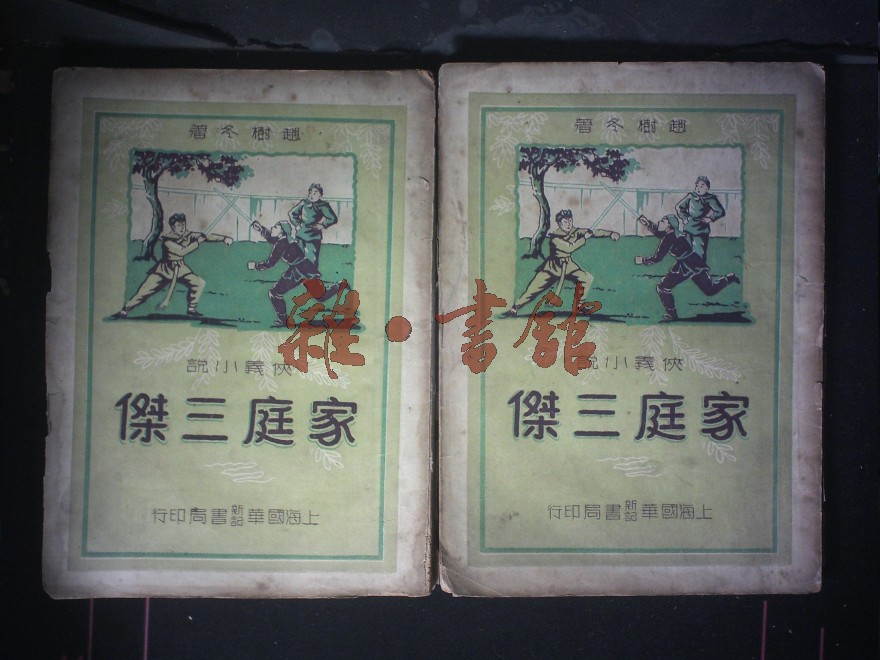 趙樹冬著
俠義小說
家庭三傑
上海國華新記書局印行
趙樹冬著
俠義小說
家庭三傑
上海國華新記書局印行
雜·書館